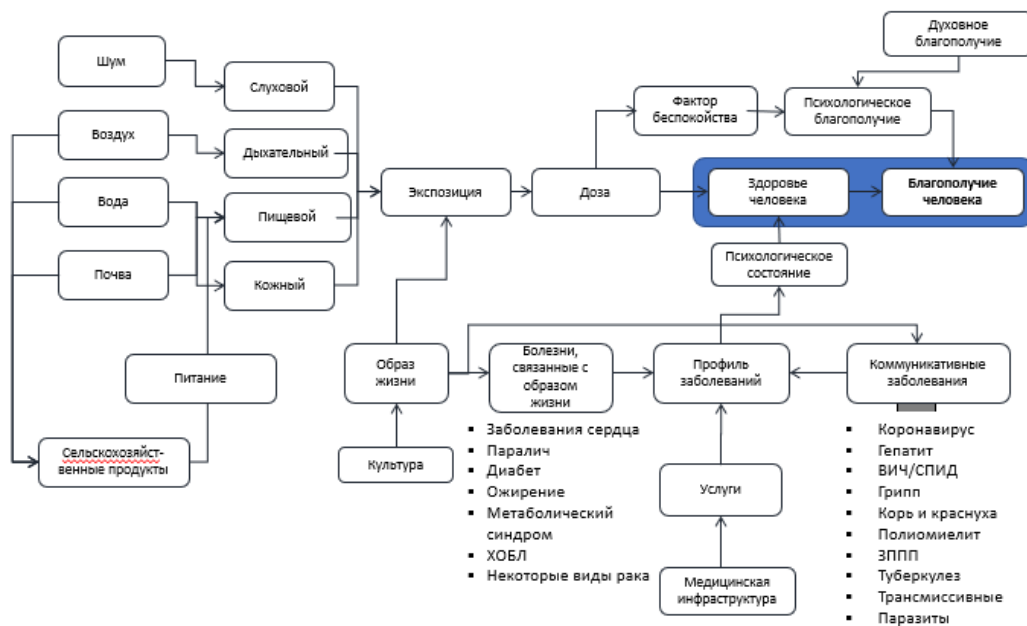 Духовное
благополучие
Шум
Слуховой
Фактор
беспокойства
Психологическое
благополучие
Воздух
Дыхательный
Вода
Пищевой
Экспозиция
Доза
Здоровье
человека
Благополучие
человека
Почва
Кожный
Психологическое
состояние
Питание
Образ
жизни
Болезни,
связанные с
образом
жизни
Профиль
заболеваний
Коммуникативные
заболевания
Сельскохозяйст-
венные продукты
Культура
▪ Заболевания сердца
▪ Паралич
▪ Диабет
▪ Ожирение
▪ Метаболический
синдром
▪ ХОБЛ
▪ Некоторые виды рака
Услуги
Медицинская
инфраструктура
▪ Коронавирус
▪ Гепатит
▪ ВИЧ/СПИД
▪ Грипп
▪ Корь и краснуха
▪ Полиомиелит
▪ ЗППП
▪ Туберкулез
▪ Трансмиссивные
▪ Паразиты